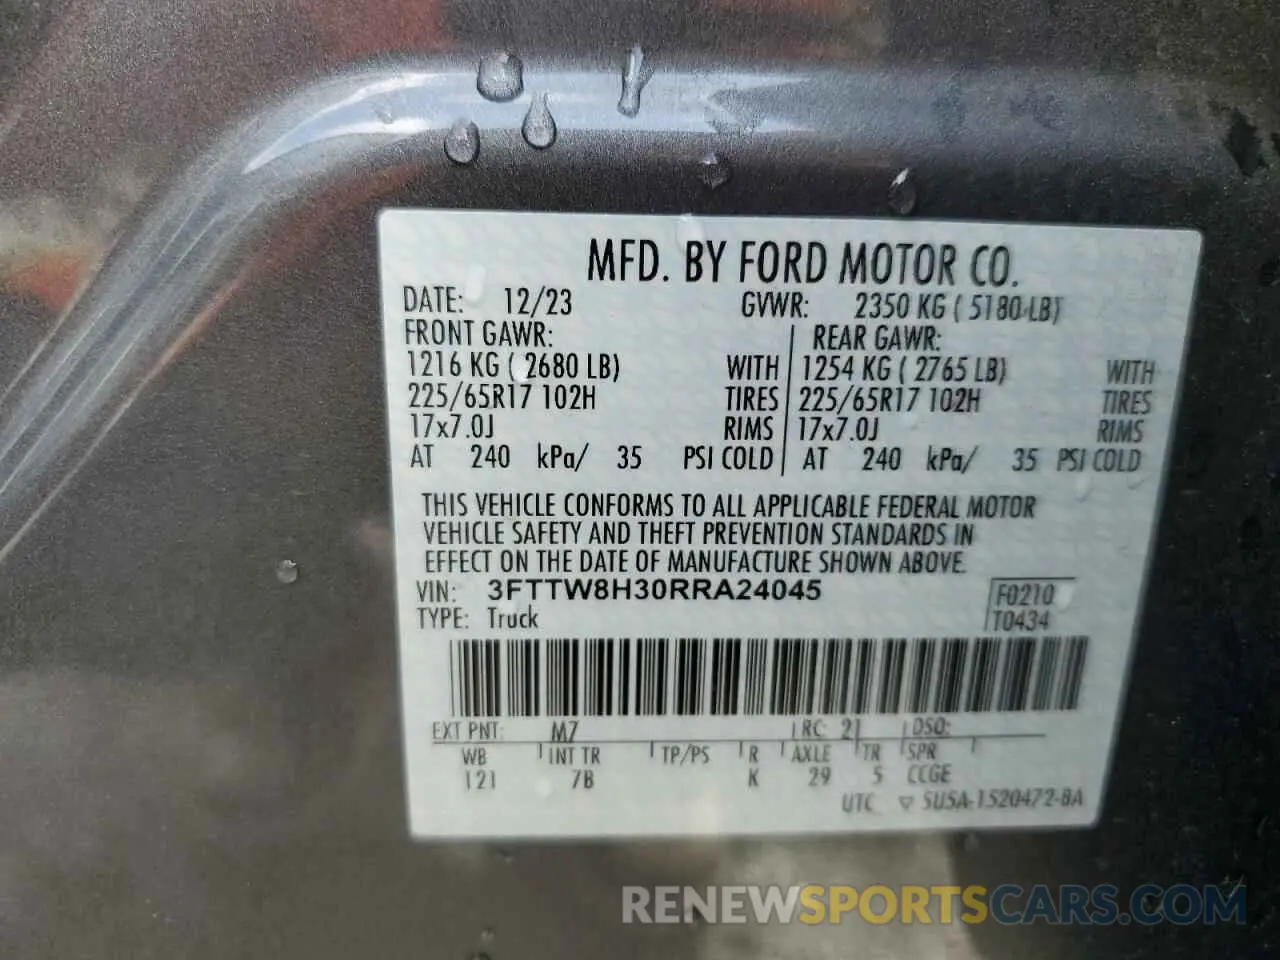 MFD. BY FORD MOTOR CO.
DATE: 12/23 GVWR: 2350 KG ( 5180 LB)
FRONT GAWR: REAR GAWR:
1216 KG ( 2680 LB) WITH 1254 KG ( 2765 LB) WITH
225/65R17 102H TIRES 225/65R17 102H TIRES
17x7.0J RIMS 17x7.0J RIMS
AT 240 kPa/ 35 PSI COLD AT 240 kPa/ 35 PSI COLD
THIS VEHICLE CONFORMS TO ALL APPLICABLE FEDERAL MOTOR
VEHICLE SAFETY AND THEFT PREVENTION STANDARDS IN
EFFECT ON THE DATE OF MANUFACTURE SHOWN ABOVE.
VIN: 3FTTW8H30RRA24045 F0210
TYPE: Truck T0434
EXT PNT: M7 RC: 21 DSO:
WB INT TR TP/PS R AXLE TR SPR
121 7B K 29 5 CCGE
UTC ▽ SU5A-1520472-BA
RENEWSPORTSCARS.COM